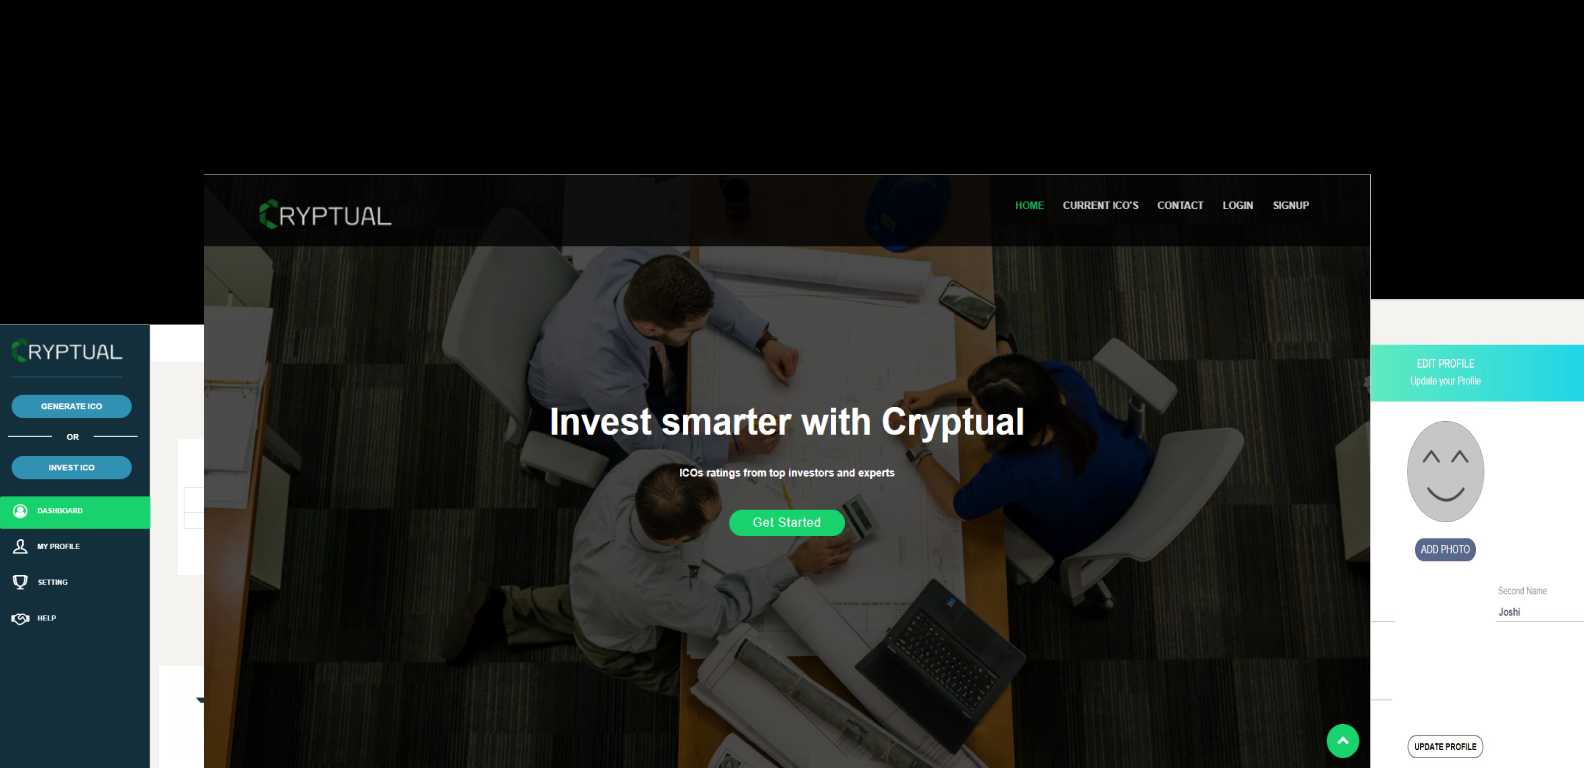 CRYPTUAL
HOME CURRENT ICO'S CONTACT LOGIN SIGNUP
Invest smarter with Cryptual
ICOs ratings from top investors and experts
Get Started
CRYPTUAL
GENERATE ICO
OR
INVEST ICO
DASHBOARD
MY PROFILE
SETTING
HELP
EDIT PROFILE
Update your Profile
ADD PHOTO
Second Name
Joshi
UPDATE PROFILE